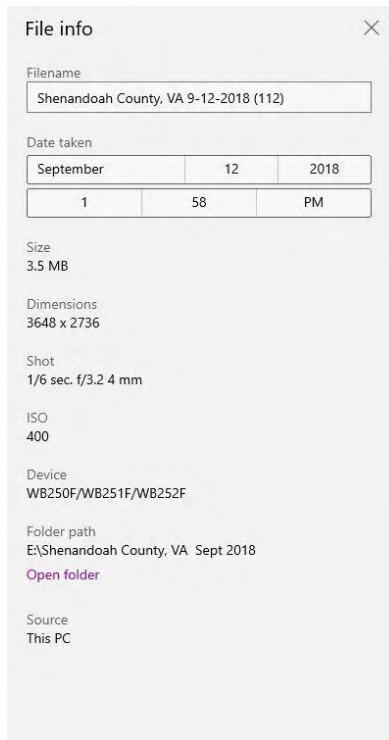 File info
Filename
Shenandoah County, VA 9-12-2018 (112)
Date taken
September 12 2018
1 58 PM
Size
3.5 MB
Dimensions
3648 x 2736
Shot
1/6 sec. f/3.2 4 mm
ISO
400
Device
WB250F/WB251F/WB252F
Folder path
E:\Shenandoah County, VA  Sept 2018
Open folder
Source
This PC